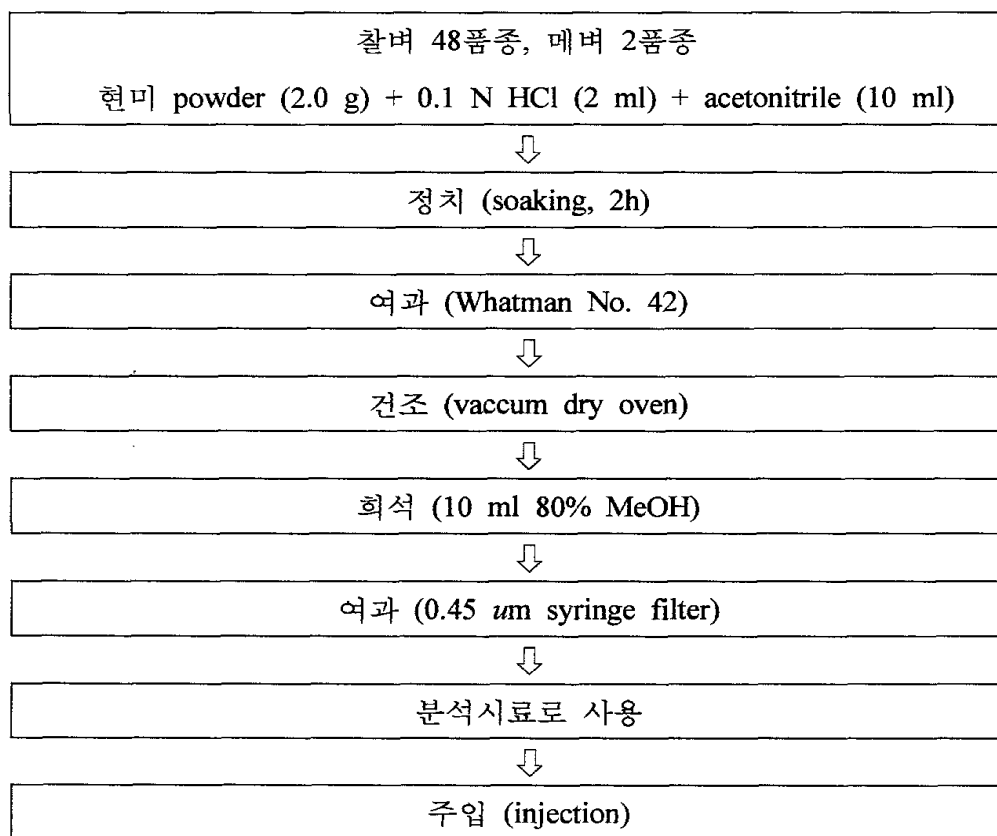 찰벼 48품종, 메벼 2품종
현미 powder (2.0 g) + 0.1 N HCl (2 ml) + acetonitrile (10 ml)
⇩
정치 (soaking, 2h)
⇩
여과 (Whatman No. 42)
⇩
건조 (vaccum dry oven)
⇩
희석 (10 ml 80% MeOH)
⇩
여과 (0.45 um syringe filter)
⇩
분석시료로 사용
⇩
주입 (injection)